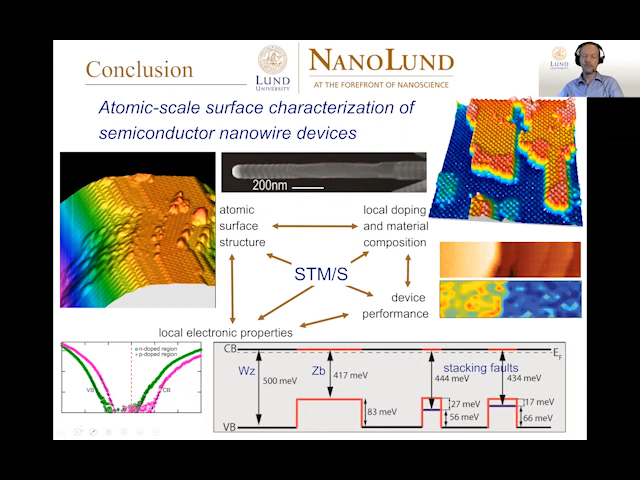 Conclusion
LUND
UNIVERSITY
NANOLUND
AT THE FOREFRONT OF NANOSCIENCE
LUND
Atomic-scale surface characterization of
semiconductor nanowire devices
200nm
atomic
surface
structure
local doping
and material
composition
STM/S
device
performance
local electronic properties
n-doped region
p-doped region
VB
CB
CB
EF
Wz
500 meV
Zb
417 meV
stacking faults
444 meV
434 meV
83 meV
27 meV
56 meV
17 meV
66 meV
VB